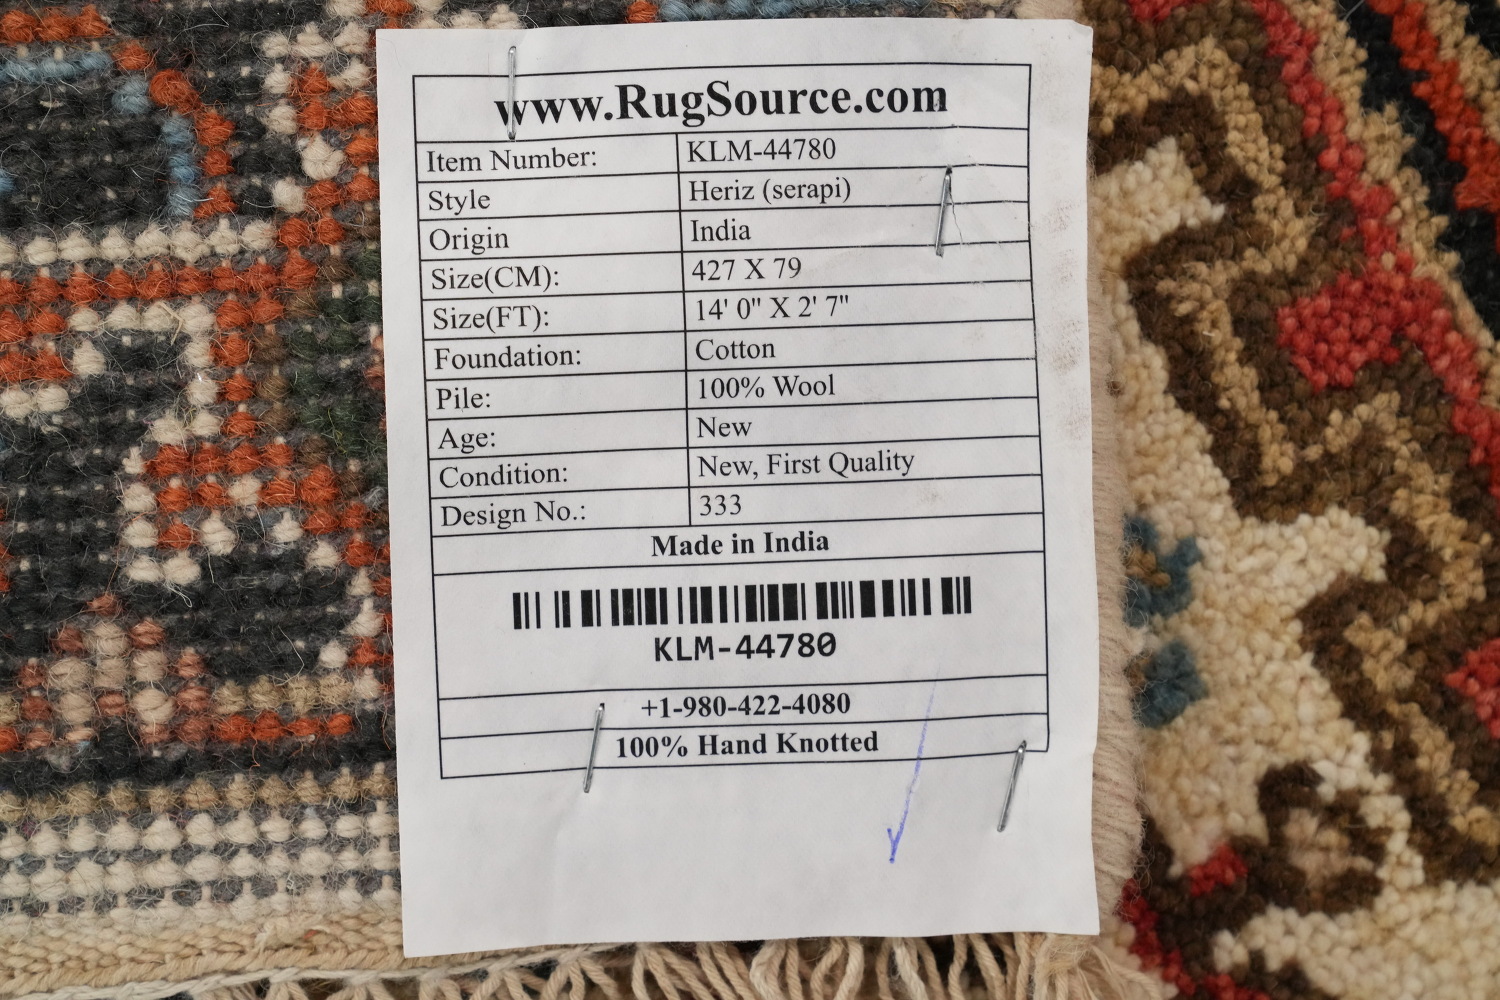 www.RugSource.com
Item Number: KLM-44780
Style Heriz (serapi)
Origin India
Size(CM): 427 X 79
Size(FT): 14' 0" X 2' 7"
Foundation: Cotton
Pile: 100% Wool
Age: New
Condition: New, First Quality
Design No.: 333
Made in India
KLM-44780
+1-980-422-4080
100% Hand Knotted